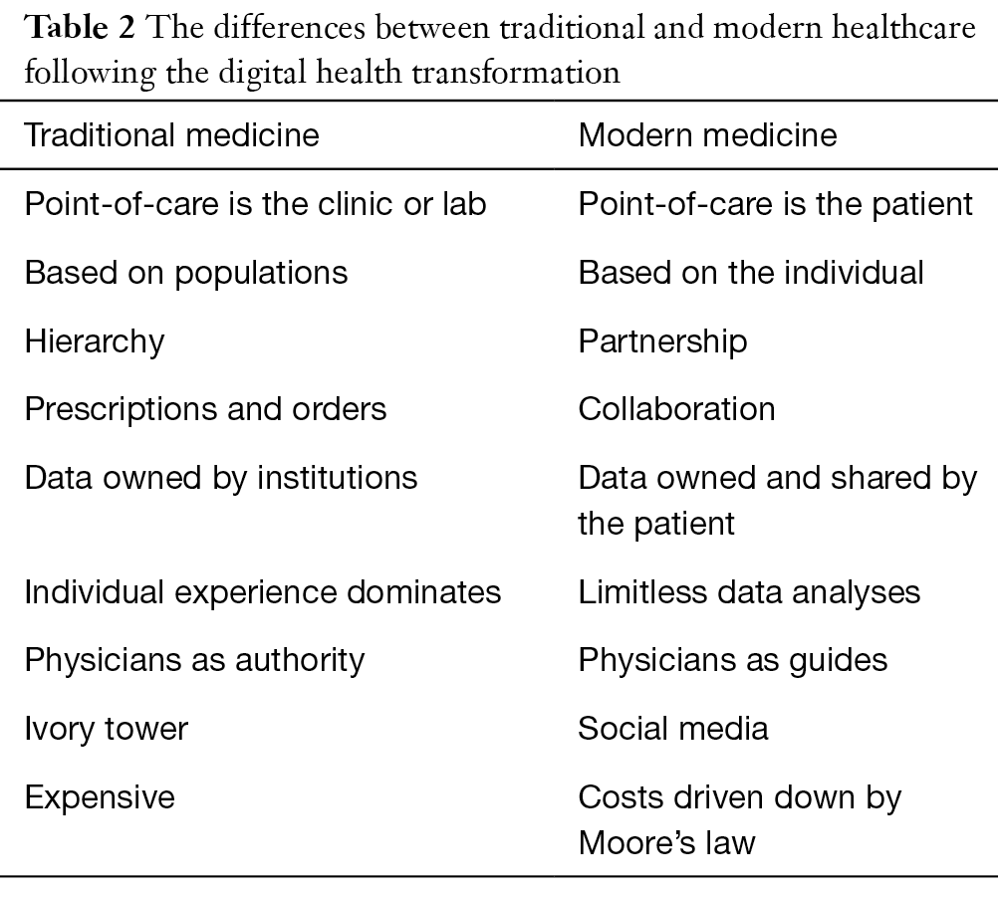 Table 2 The differences between traditional and modern healthcare
following the digital health transformation
Traditional medicine Modern medicine
Point-of-care is the clinic or lab Point-of-care is the patient
Based on populations Based on the individual
Hierarchy Partnership
Prescriptions and orders Collaboration
Data owned by institutions Data owned and shared by
the patient
Individual experience dominates Limitless data analyses
Physicians as authority Physicians as guides
Ivory tower Social media
Expensive Costs driven down by
Moore’s law